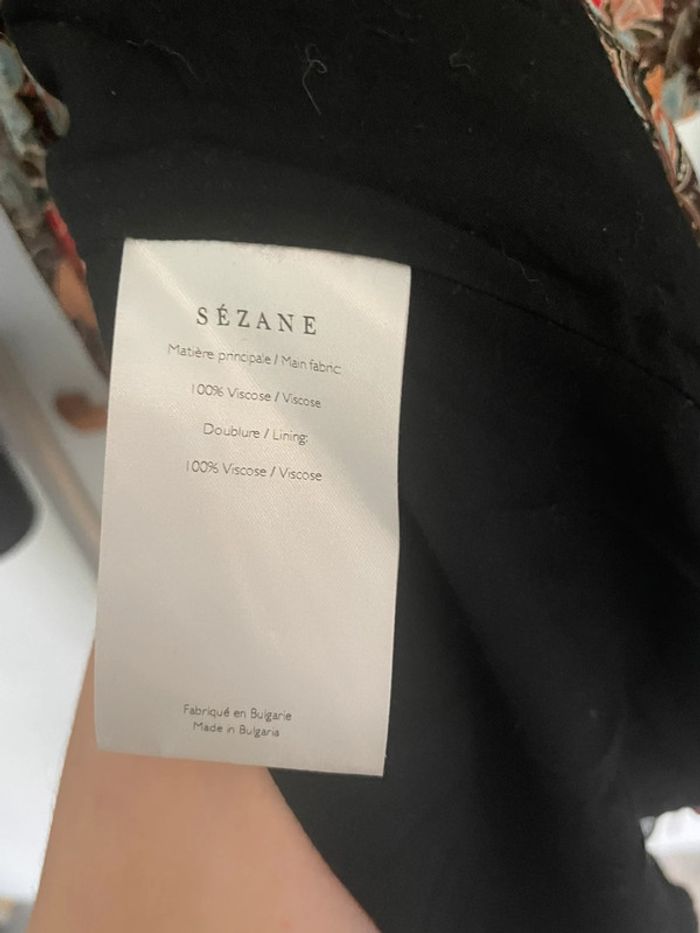 SÉZANE
Matière principale / Main fabric:
100% Viscose / Viscose
Doublure / Lining:
100% Viscose / Viscose
Fabriqué en Bulgarie
Made in Bulgaria